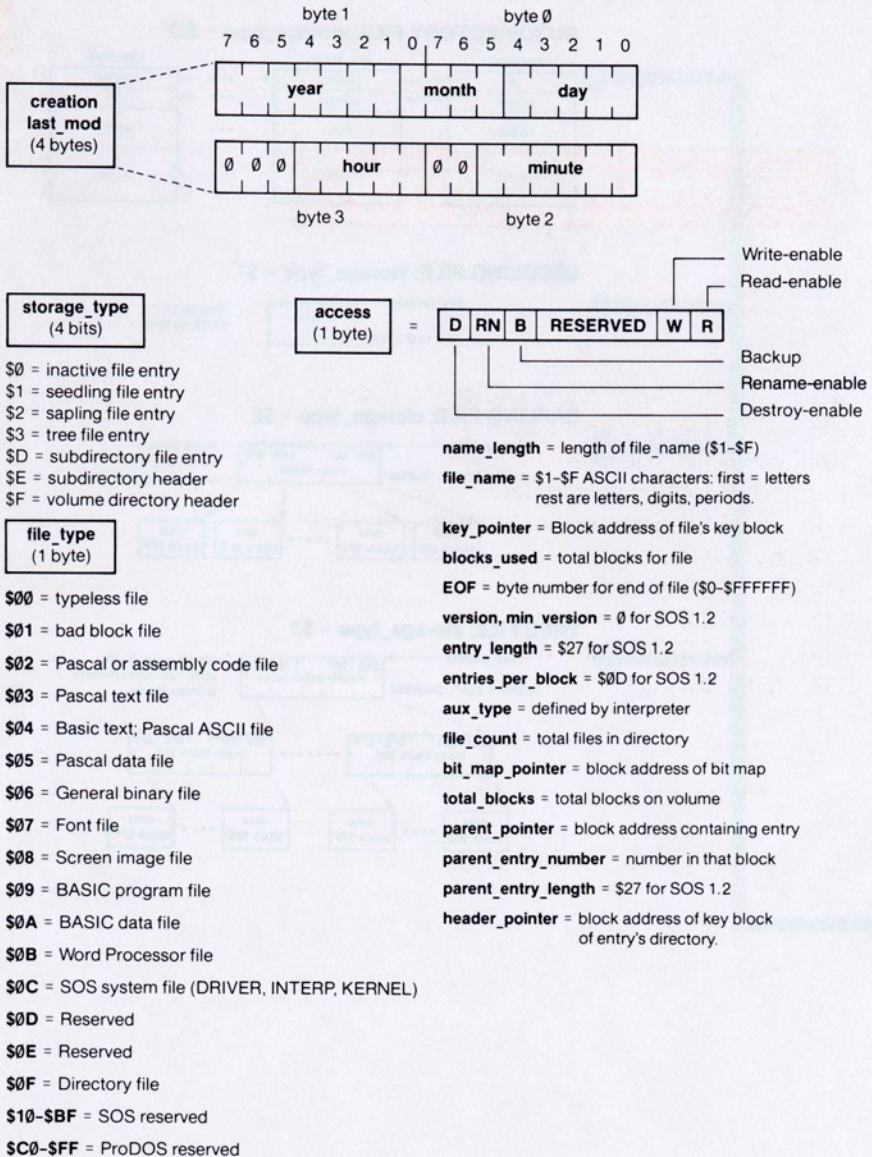 byte 1 byte Ø
7 6 5 4 3 2 1 0 7 6 5 4 3 2 1 0
creation
last_mod
(4 bytes)
year month day
Ø Ø Ø hour Ø Ø minute
byte 3 byte 2
storage_type
(4 bits)
$Ø = inactive file entry
$1 = seedling file entry
$2 = sapling file entry
$3 = tree file entry
$D = subdirectory file entry
$E = subdirectory header
$F = volume directory header
file_type
(1 byte)
$ØØ = typeless file
$Ø1 = bad block file
$Ø2 = Pascal or assembly code file
$Ø3 = Pascal text file
$Ø4 = Basic text; Pascal ASCII file
$Ø5 = Pascal data file
$Ø6 = General binary file
$Ø7 = Font file
$Ø8 = Screen image file
$Ø9 = BASIC program file
$ØA = BASIC data file
$ØB = Word Processor file
$ØC = SOS system file (DRIVER, INTERP, KERNEL)
$ØD = Reserved
$ØE = Reserved
$ØF = Directory file
$1Ø-$BF = SOS reserved
$CØ-$FF = ProDOS reserved
Write-enable
Read-enable
access
(1 byte)
= D RN B RESERVED W R
Backup
Rename-enable
Destroy-enable
name_length = length of file_name ($1-$F)
file_name = $1-$F ASCII characters: first = letters
rest are letters, digits, periods.
key_pointer = Block address of file's key block
blocks_used = total blocks for file
EOF = byte number for end of file ($0-$FFFFFF)
version, min_version = Ø for SOS 1.2
entry_length = $27 for SOS 1.2
entries_per_block = $ØD for SOS 1.2
aux_type = defined by interpreter
file_count = total files in directory
bit_map_pointer = block address of bit map
total_blocks = total blocks on volume
parent_pointer = block address containing entry
parent_entry_number = number in that block
parent_entry_length = $27 for SOS 1.2
header_pointer = block address of key block
of entry's directory.